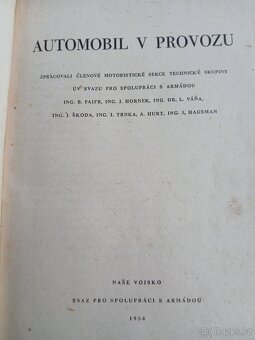 AUTOMOBIL V PROVOZU
ZPRACOVALI ČLENOVÉ MOTORISTICKÉ SEKCE TECHNICKÉ SKUPINY
ÚV SVAZU PRO SPOLUPRÁCI S ARMÁDOU
ING. B. FAJFR, ING. J. HORNEK, ING. DR. L. VÁŇA,
ING. J. ŠKODA, ING. J. TRNKA, A. HURT, ING. J. HAUSMAN
NAŠE VOJSKO
SVAZ PRO SPOLUPRÁCI S ARMÁDOU
1954